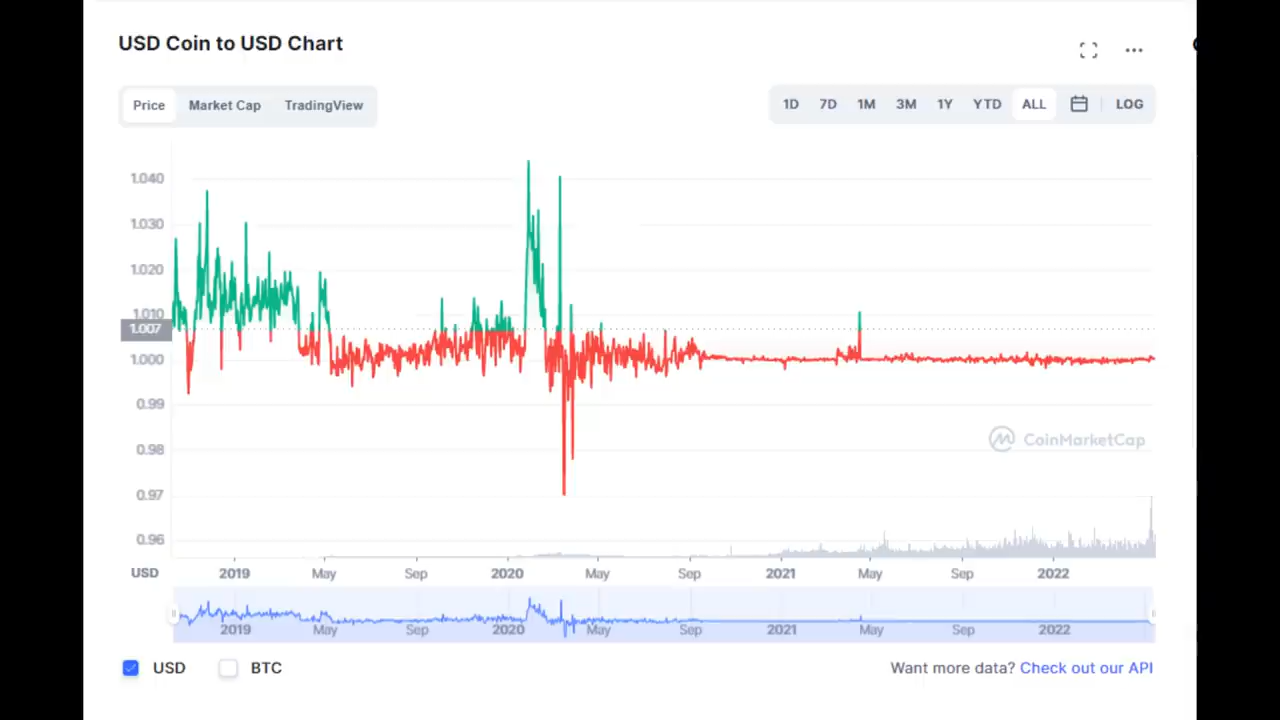 USD Coin to USD Chart
Price Market Cap TradingView
1D 7D 1M 3M 1Y YTD ALL LOG
1.040
1.030
1.020
1.010
1.007
1.000
0.99
0.98
CoinMarketCap
0.97
0.96
USD 2019 May Sep 2020 May Sep 2021 May Sep 2022
2019 May Sep 2020 May Sep 2021 May Sep 2022
USD BTC Want more data? Check out our API